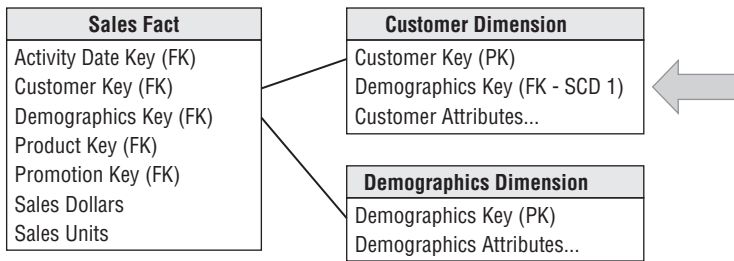 Sales Fact
Activity Date Key (FK)
Customer Key (FK)
Demographics Key (FK)
Product Key (FK)
Promotion Key (FK)
Sales Dollars
Sales Units
Customer Dimension
Customer Key (PK)
Demographics Key (FK - SCD 1)
Customer Attributes...
Demographics Dimension
Demographics Key (PK)
Demographics Attributes...